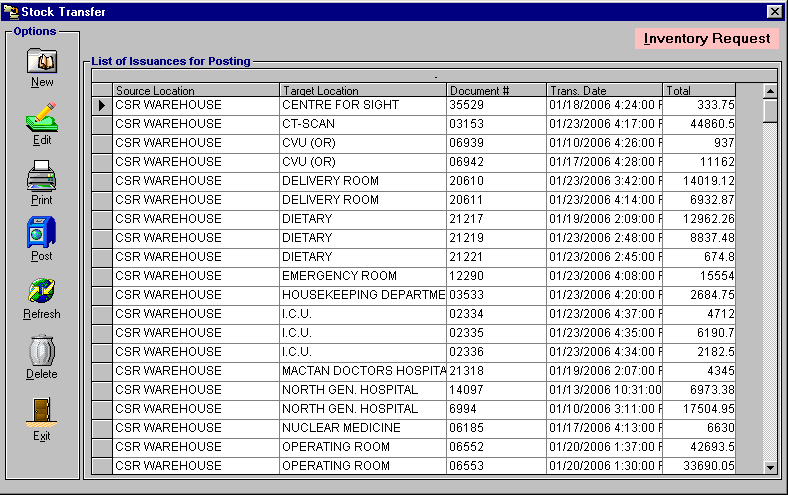 Stock Transfer
Options
Inventory Request
New
Edit
Print
Post
Refresh
Delete
Exit
List of Issuances for Posting
Source Location Target Location Document # Trans. Date Total
CSR WAREHOUSE CENTRE FOR SIGHT 35529 01/18/2006 4:24:00 P 333.75
CSR WAREHOUSE CT-SCAN 03153 01/23/2006 4:17:00 P 44860.5
CSR WAREHOUSE CVU (OR) 06939 01/10/2006 4:26:00 P 937
CSR WAREHOUSE CVU (OR) 06942 01/17/2006 4:28:00 P 11162
CSR WAREHOUSE DELIVERY ROOM 20610 01/23/2006 3:42:00 P 14019.12
CSR WAREHOUSE DELIVERY ROOM 20611 01/23/2006 4:14:00 P 6932.87
CSR WAREHOUSE DIETARY 21217 01/19/2006 2:09:00 P 12962.26
CSR WAREHOUSE DIETARY 21219 01/23/2006 2:48:00 P 8837.48
CSR WAREHOUSE DIETARY 21221 01/23/2006 2:45:00 P 674.8
CSR WAREHOUSE EMERGENCY ROOM 12290 01/23/2006 4:08:00 P 15554
CSR WAREHOUSE HOUSEKEEPING DEPARTME 03533 01/23/2006 4:20:00 P 2684.75
CSR WAREHOUSE I.C.U. 02334 01/23/2006 4:37:00 P 4712
CSR WAREHOUSE I.C.U. 02335 01/23/2006 4:35:00 P 6190.7
CSR WAREHOUSE I.C.U. 02336 01/23/2006 4:34:00 P 2182.5
CSR WAREHOUSE MACTAN DOCTORS HOSPITA 21318 01/19/2006 2:07:00 P 4345
CSR WAREHOUSE NORTH GEN. HOSPITAL 14097 01/13/2006 10:31:00 6973.38
CSR WAREHOUSE NORTH GEN. HOSPITAL 6994 01/10/2006 3:11:00 P 17504.95
CSR WAREHOUSE NUCLEAR MEDICINE 06185 01/17/2006 4:13:00 P 6630
CSR WAREHOUSE OPERATING ROOM 06552 01/20/2006 1:37:00 P 42693.5
CSR WAREHOUSE OPERATING ROOM 06553 01/20/2006 1:30:00 P 33690.05